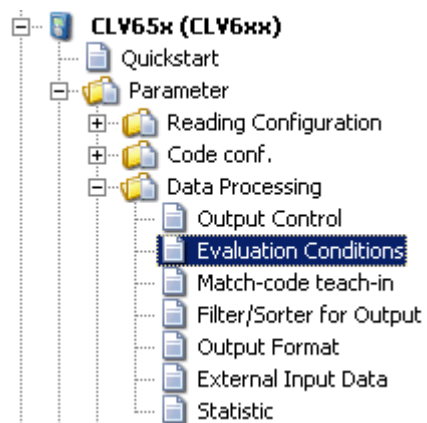 CLV65x (CLV6xx)
Quickstart
Parameter
Reading Configuration
Code conf.
Data Processing
Output Control
Evaluation Conditions
Match-code teach-in
Filter/Sorter for Output
Output Format
External Input Data
Statistic